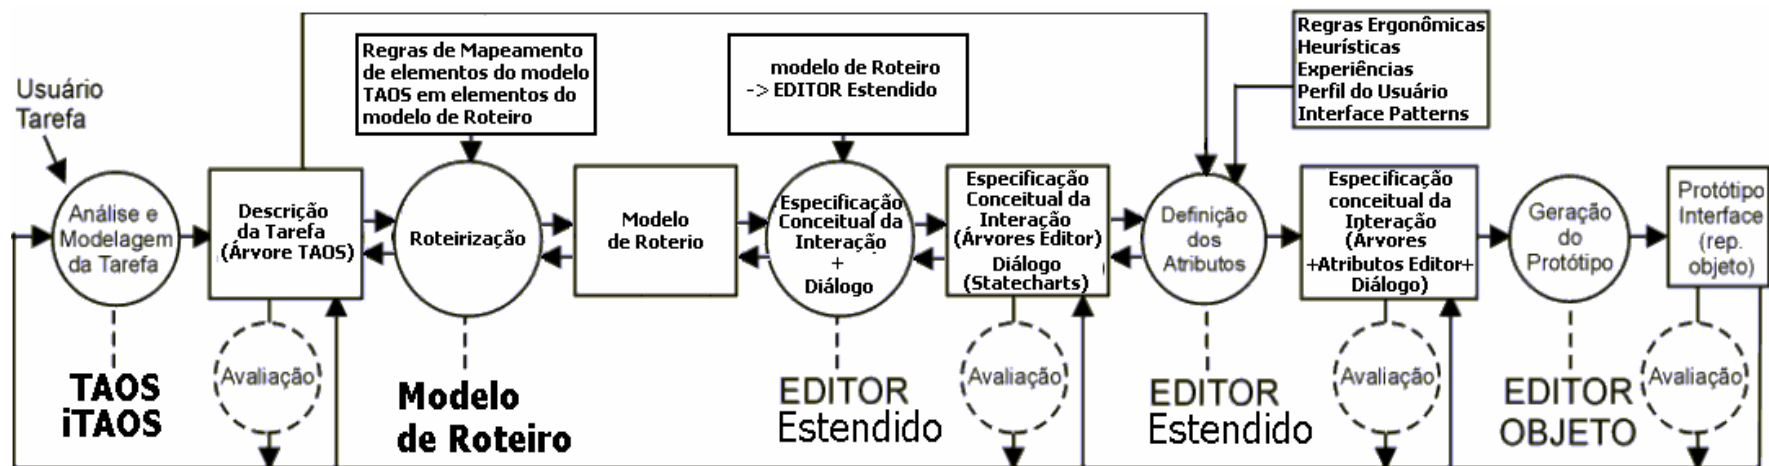 Usuário
Tarefa
Análise e
Modelagem
da Tarefa
TAOS
iTAOS
Descrição
da Tarefa
(Árvore TAOS)
Avaliação
Regras de Mapeamento
de elementos do modelo
TAOS em elementos do
modelo de Roteiro
Roteirização
Modelo
de Roteiro
Modelo
de Roterio
modelo de Roteiro
-> EDITOR Estendido
Especificação
Conceitual da
Interação
+
Diálogo
EDITOR
Estendido
Especificação
Conceitual da
Interação
(Árvores Editor)
Diálogo
(Statecharts)
Avaliação
Regras Ergonômicas
Heurísticas
Experiências
Perfil do Usuário
Interface Patterns
Definição
dos
Atributos
EDITOR
Estendido
Especificação
conceitual da
Interação
(Árvores
+Atributos Editor+
Diálogo)
Avaliação
Geração
do
Protótipo
EDITOR
OBJETO
Protótipo
Interface
(rep.
objeto)
Avaliação